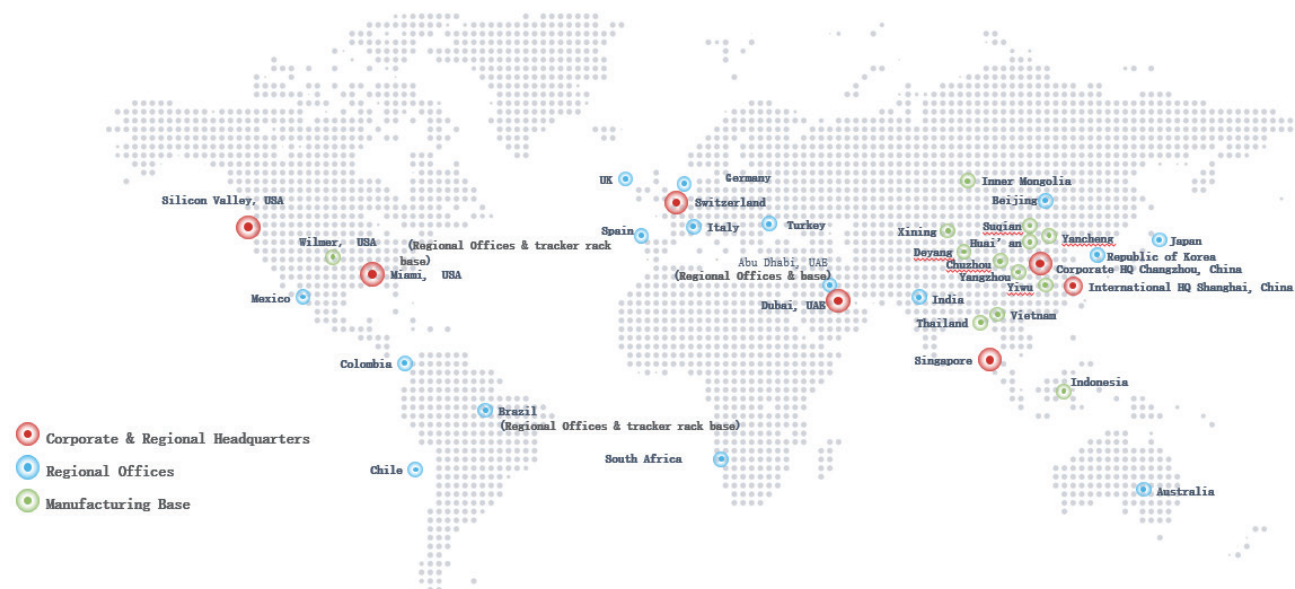 UK
Germany
Inner Mongolia
Silicon Valley, USA
Switzerland
Beijing
Spain
Italy
Turkey
Xining
Suqian
Huai' an
Yancheng
Japan
Wilmer, USA
(Regional Offices & tracker rack
base)
Miami, USA
Abu Dhabi, UAE
(Regional Offices & base)
Deyang
Chuzhou
Yangzhou
Republic of Korea
Corporate HQ Changzhou, China
Yiwu
International HQ Shanghai, China
Mexico
Dubai, UAE
India
Thailand
Vietnam
Colombia
Singapore
Indonesia
Brazil
(Regional Offices & tracker rack base)
Chile
South Africa
Australia
Corporate & Regional Headquarters
Regional Offices
Manufacturing Base